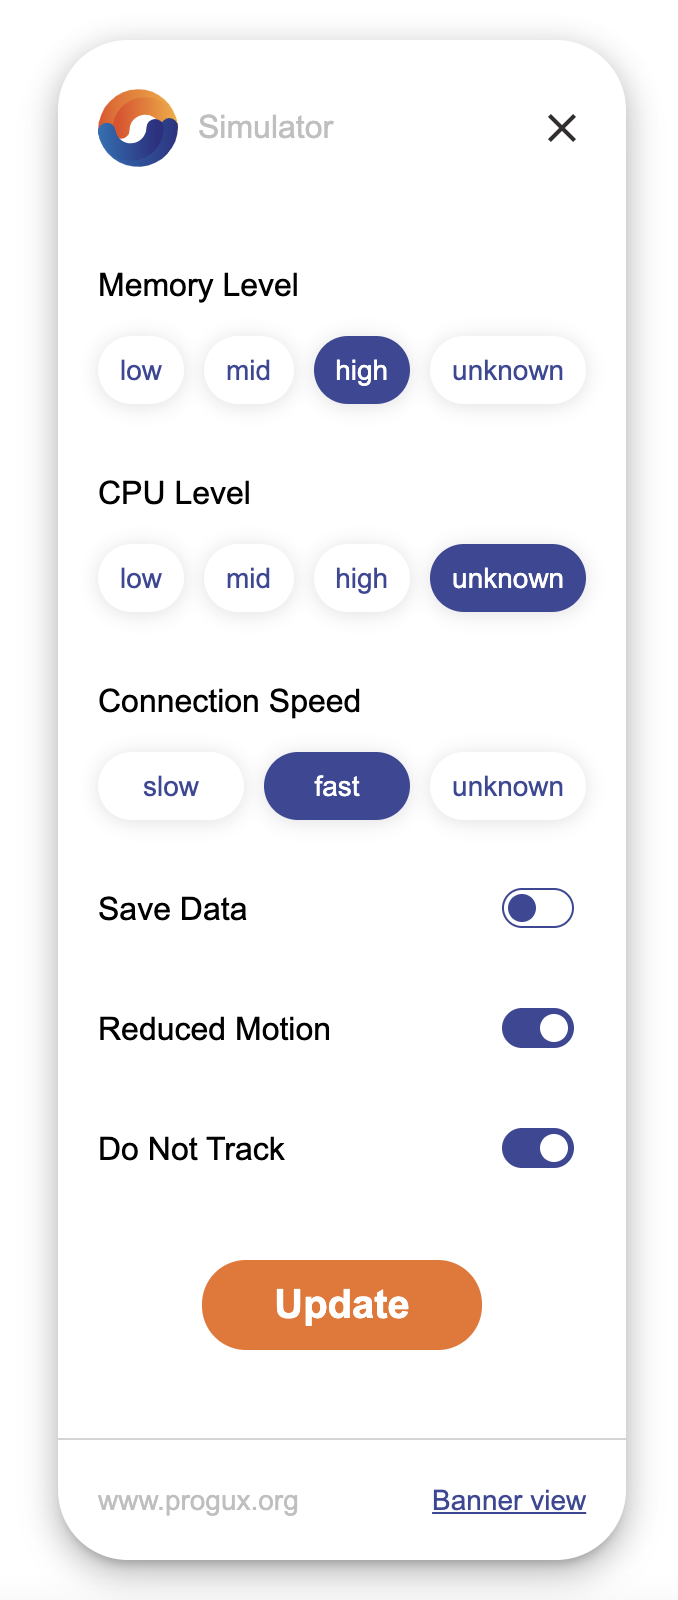 Simulator
Memory Level
low mid high unknown
CPU Level
low mid high unknown
Connection Speed
slow fast unknown
Save Data
Reduced Motion
Do Not Track
Update
www.progux.org Banner view